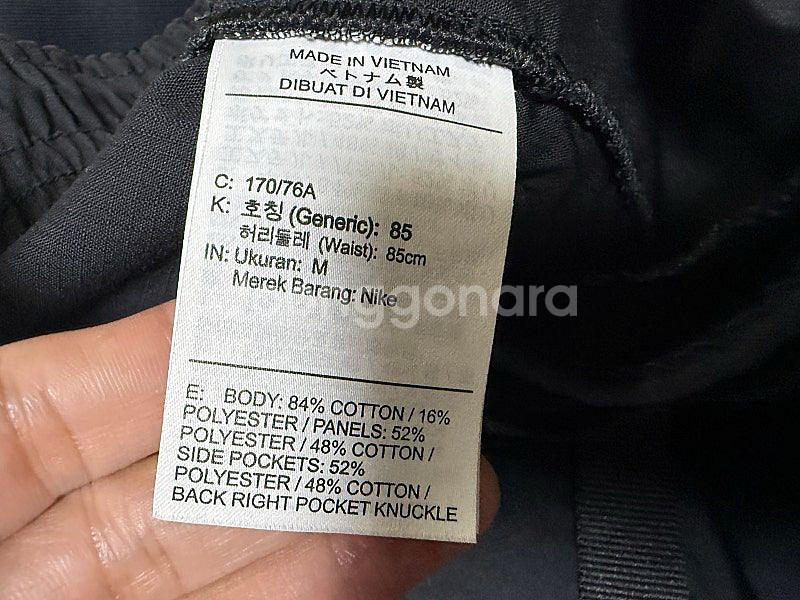 MADE IN VIETNAM
ベトナム製
DIBUAT DI VIETNAM
C: 170/76A
K: 호칭 (Generic): 85
허리둘레 (Waist): 85cm
IN: Ukuran: M
Merek Barang: Nike
E: BODY: 84% COTTON / 16%
POLYESTER / PANELS: 52%
POLYESTER / 48% COTTON /
SIDE POCKETS: 52%
POLYESTER / 48% COTTON /
BACK RIGHT POCKET KNUCKLE